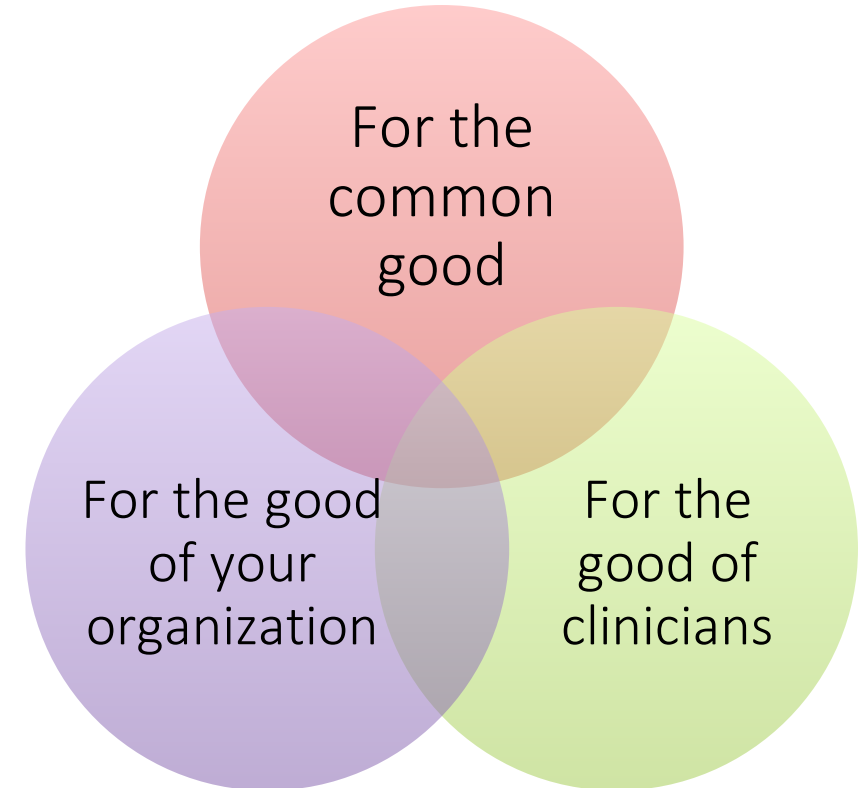 For the
common
good
For the good
of your
organization
For the
good of
clinicians